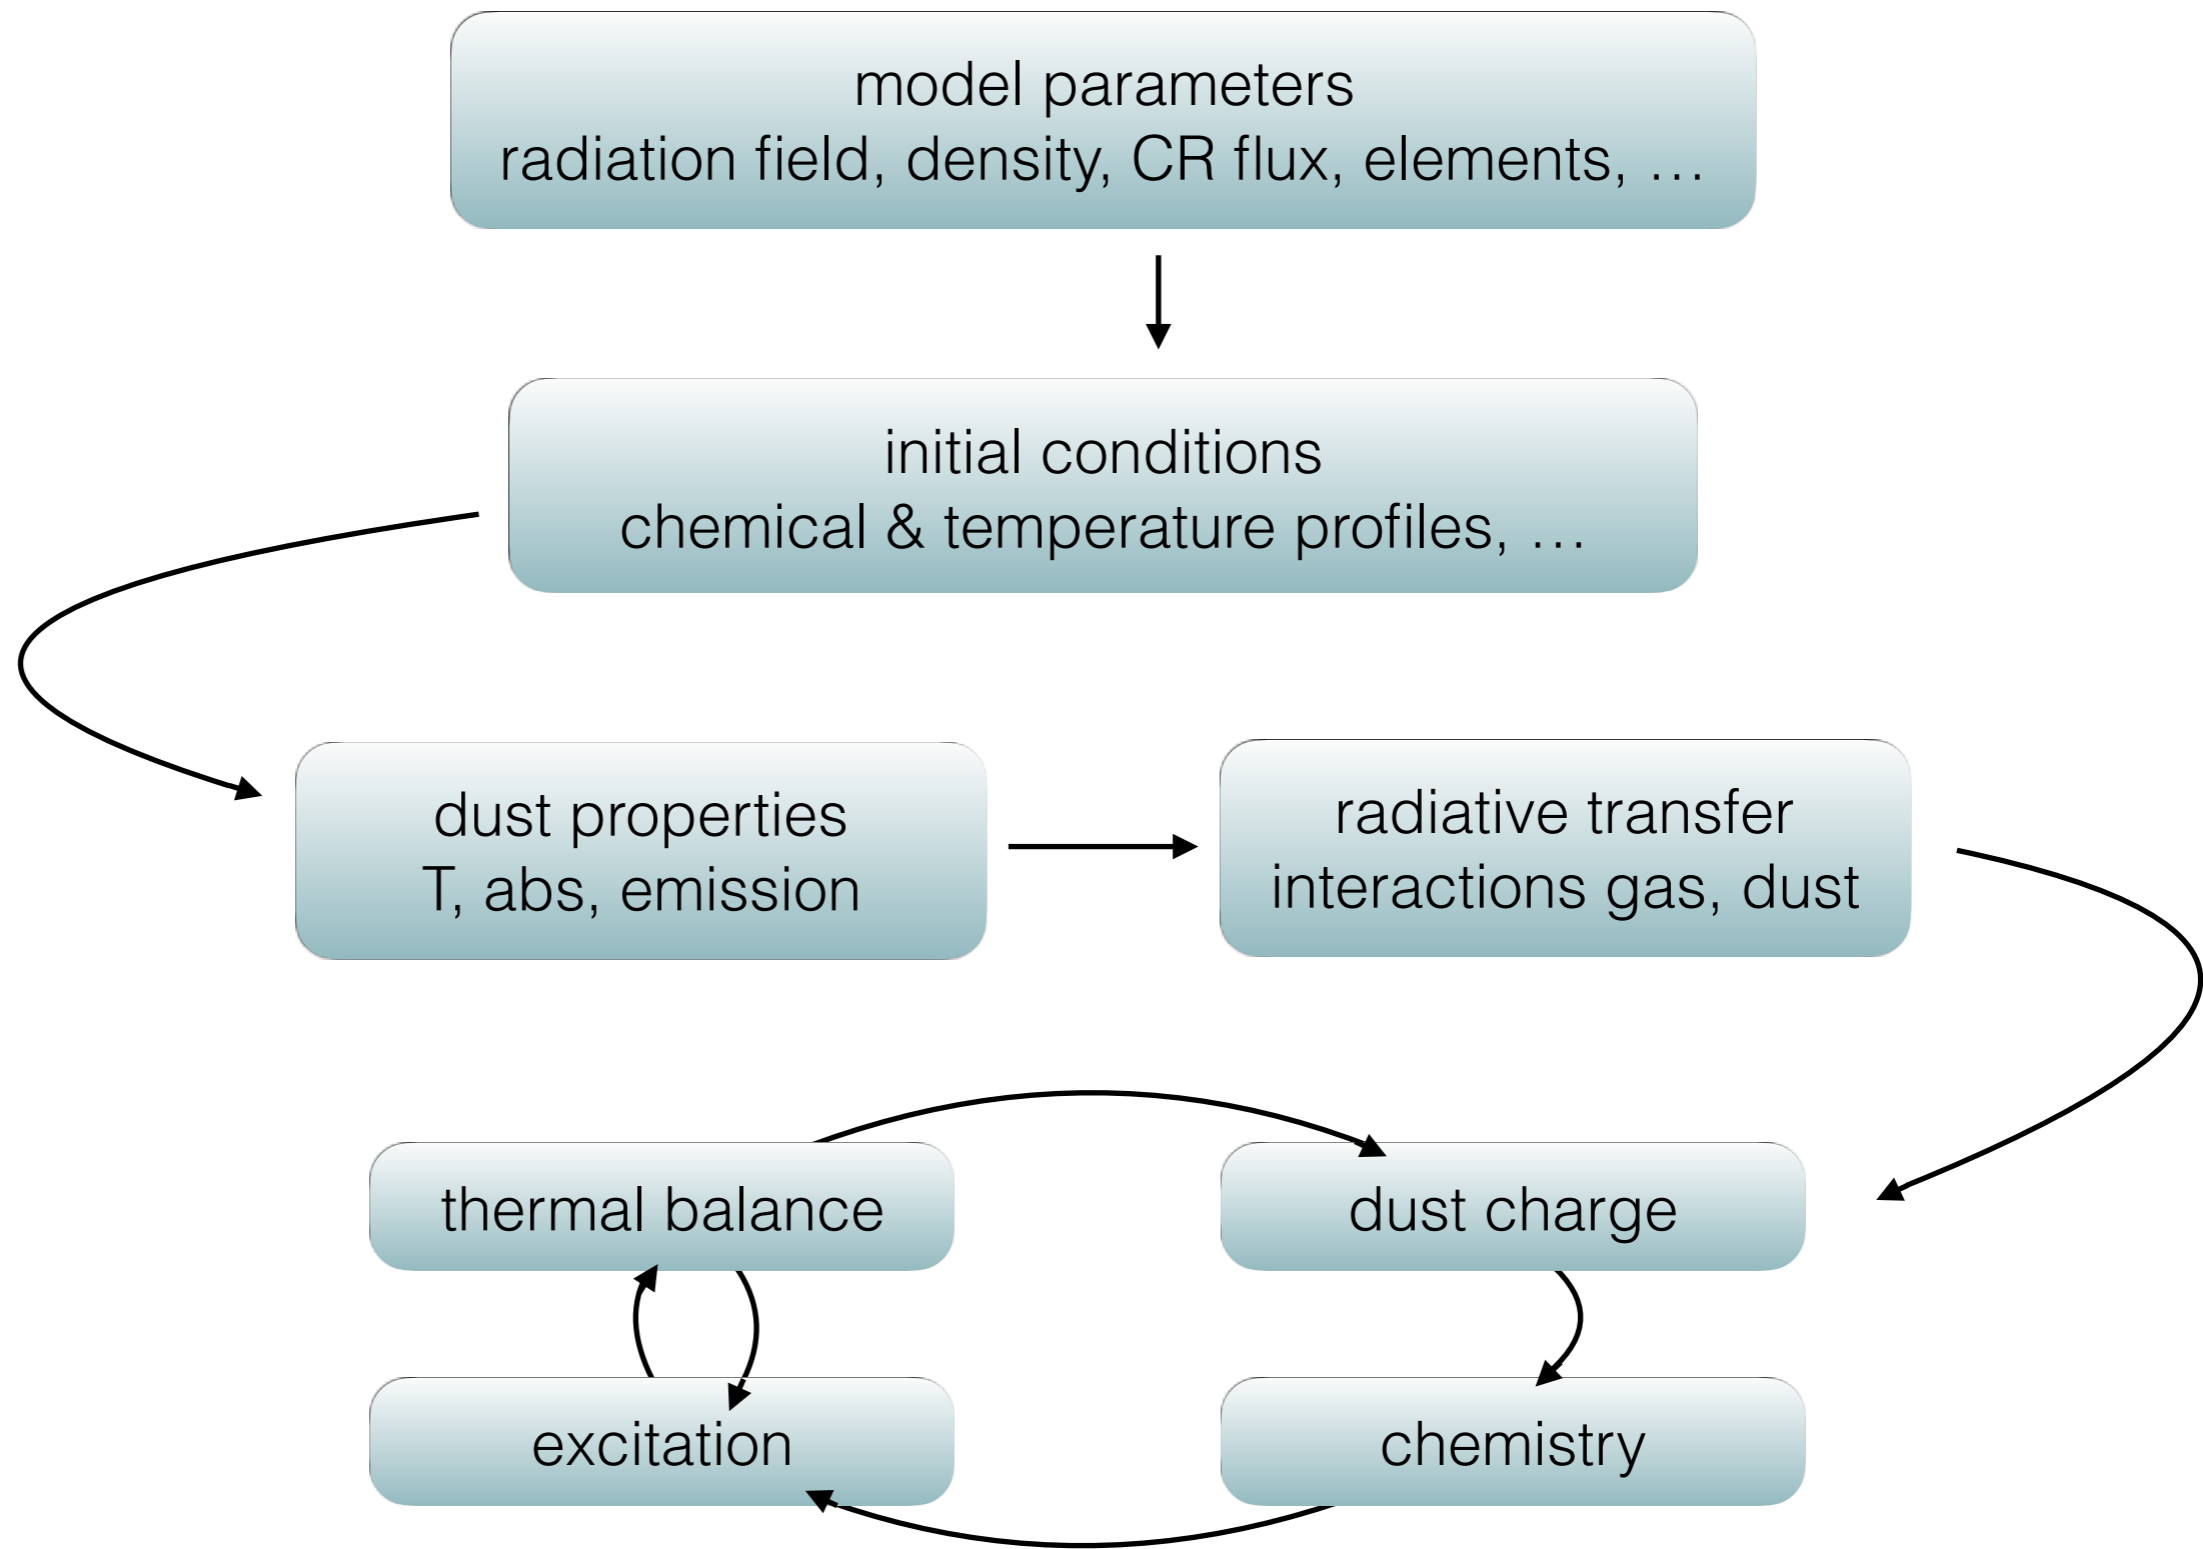 model parameters
radiation field, density, CR flux, elements, …
initial conditions
chemical & temperature profiles, …
dust properties
T, abs, emission
radiative transfer
interactions gas, dust
thermal balance
dust charge
excitation
chemistry